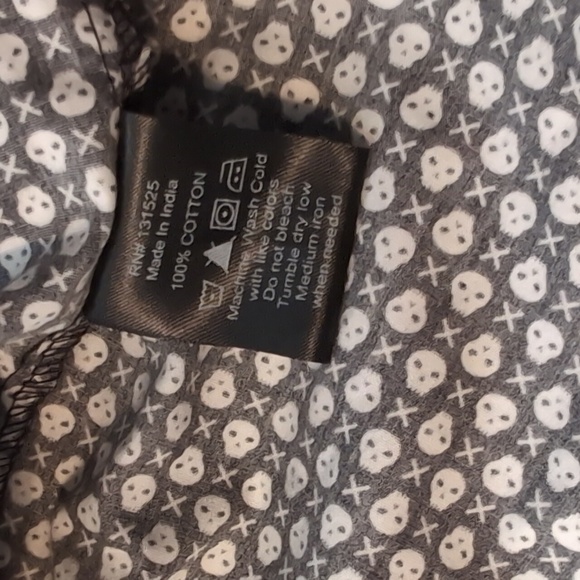 RN# 131525
Made In India
100% COTTON
Machine Wash Cold
with like colors
Do not bleach
Tumble dry low
Medium iron
when needed